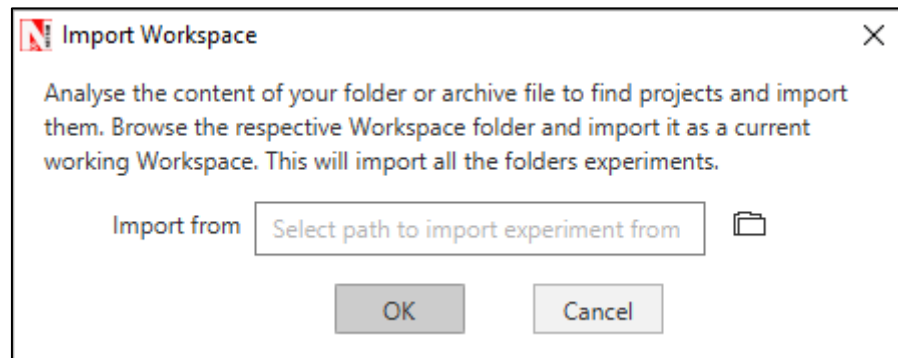 Import Workspace
Analyse the content of your folder or archive file to find projects and import
them. Browse the respective Workspace folder and import it as a current
working Workspace. This will import all the folders experiments.
Import from Select path to import experiment from
OK Cancel